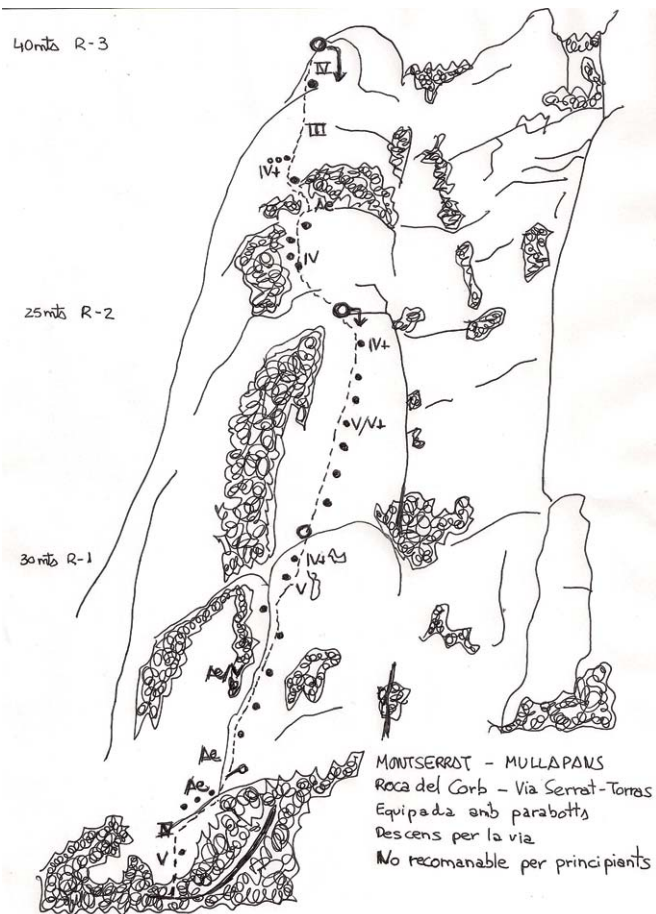 40mts R-3
IV
III
IV+
Ae
IV
25mts R-2
IV+
V/V+
30mts R-1
IV+
V
Ae/V
Ae
Ae
IV
V
MONTSERRAT - MULLAPANS
Roca del Corb - Via Serrat-Torras
Equipada amb parabolts
Descens per la via
No recomanable per principiants